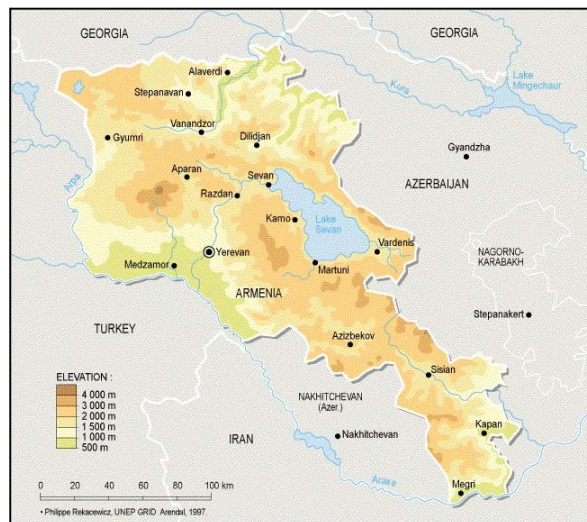 GEORGIA
GEORGIA
Alaverdi
Stepanavan
Kura
Lake
Mingechaur
Vanandzor
Gyumri
Dilidjan
Gyandzha
Arpa
Aparan
Sevan
Razdan
AZERBAIJAN
Kamo
Lake
Sevan
Vardenis
Yerevan
NAGORNO-
KARABAKH
Medzamor
Martuni
ARMENIA
Stepanakert
TURKEY
Azizbekov
Sisian
ELEVATION :
4 000 m
3 000 m
2 000 m
1 500 m
1 000 m
500 m
NAKHITCHEVAN
(Azer.)
Kapan
Nakhitchevan
IRAN
Araxe
Megri
0 20 40 60 80 100 km
• Philippe Rekacewicz, UNEP GRID Arendal, 1997.